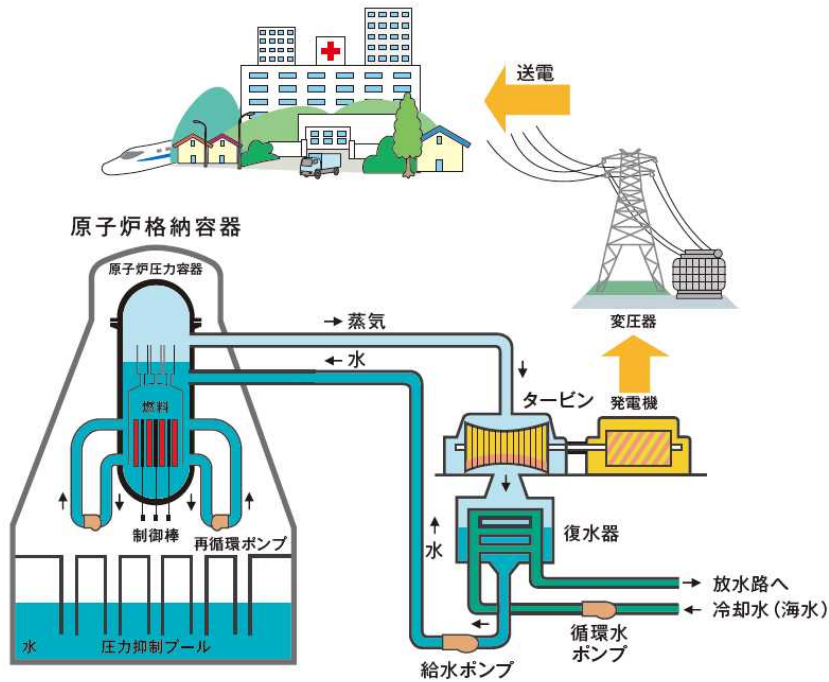 送電
原子炉格納容器
原子炉圧力容器
蒸気
水
変圧器
発電機
タービン
燃料
制御棒
再循環ポンプ
水
復水器
放水路へ
冷却水(海水)
循環水
ポンプ
給水ポンプ
水
圧力抑制プール